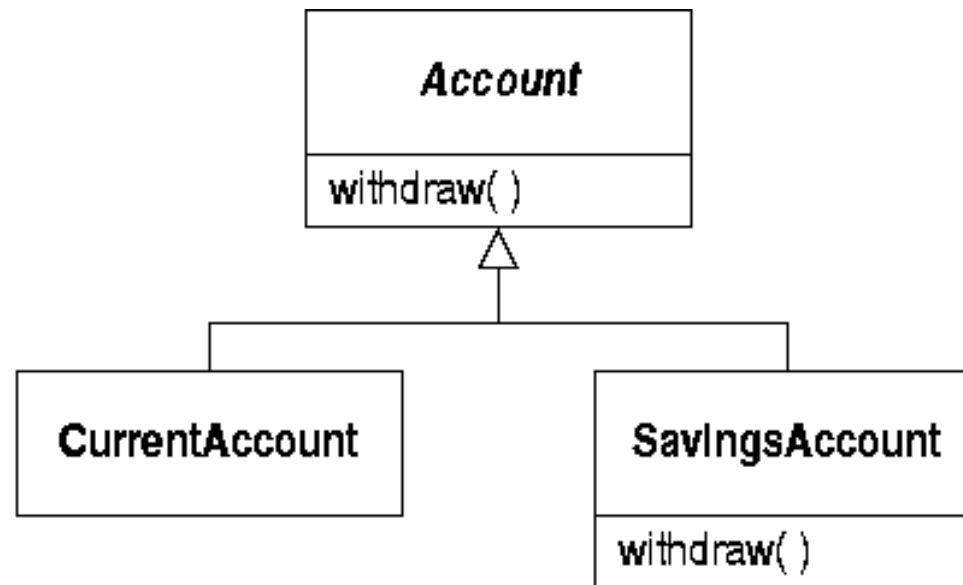 Account
withdraw( )
CurrentAccount
SavingsAccount
withdraw( )